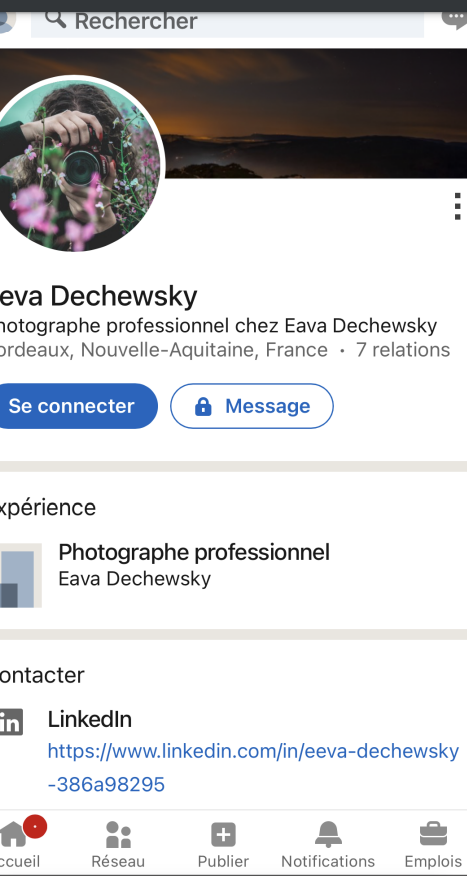 Rechercher
eva Dechewsky
hotographe professionnel chez Eava Dechewsky
ordeaux, Nouvelle-Aquitaine, France · 7 relations
Se connecter
Message
xpérience
Photographe professionnel
Eava Dechewsky
ontacter
in LinkedIn
https://www.linkedin.com/in/eeva-dechewsky
-386a98295
ccueil Réseau Publier Notifications Emplois